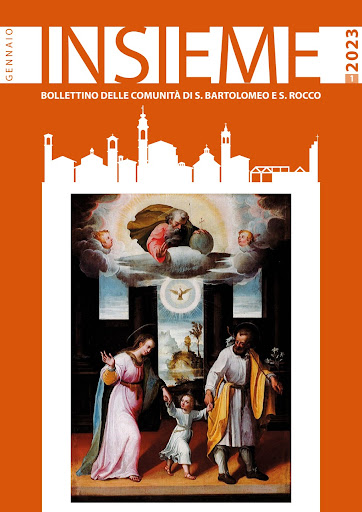 GENNAIO
INSIEME
2023
1
BOLLETTINO DELLE COMUNITÀ DI S. BARTOLOMEO E S. ROCCO